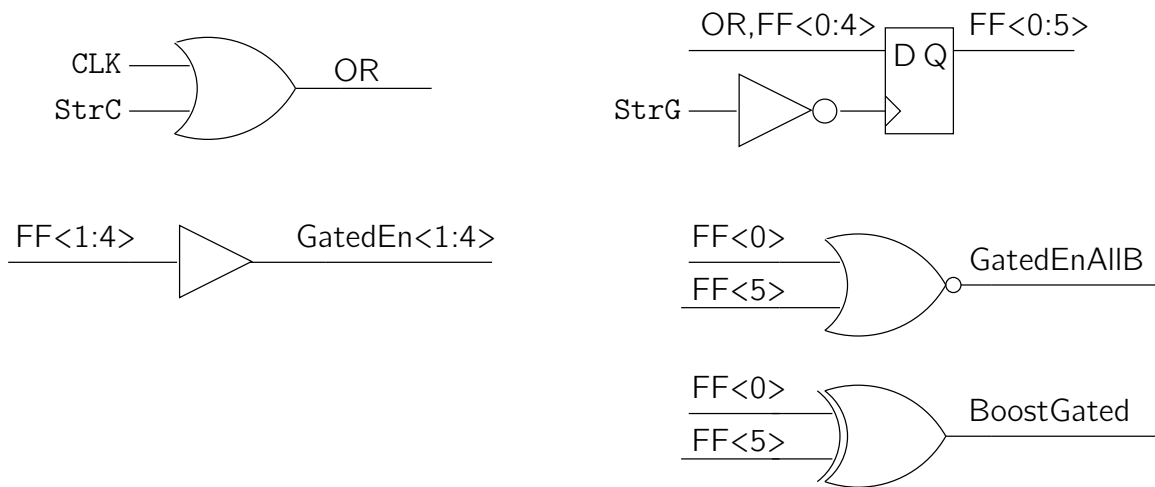 CLK
StrC
OR
OR,FF<0:4>
FF<0:5>
D Q
StrG
FF<1:4>
GatedEn<1:4>
FF<0>
FF<5>
GatedEnAllB
FF<0>
FF<5>
BoostGated